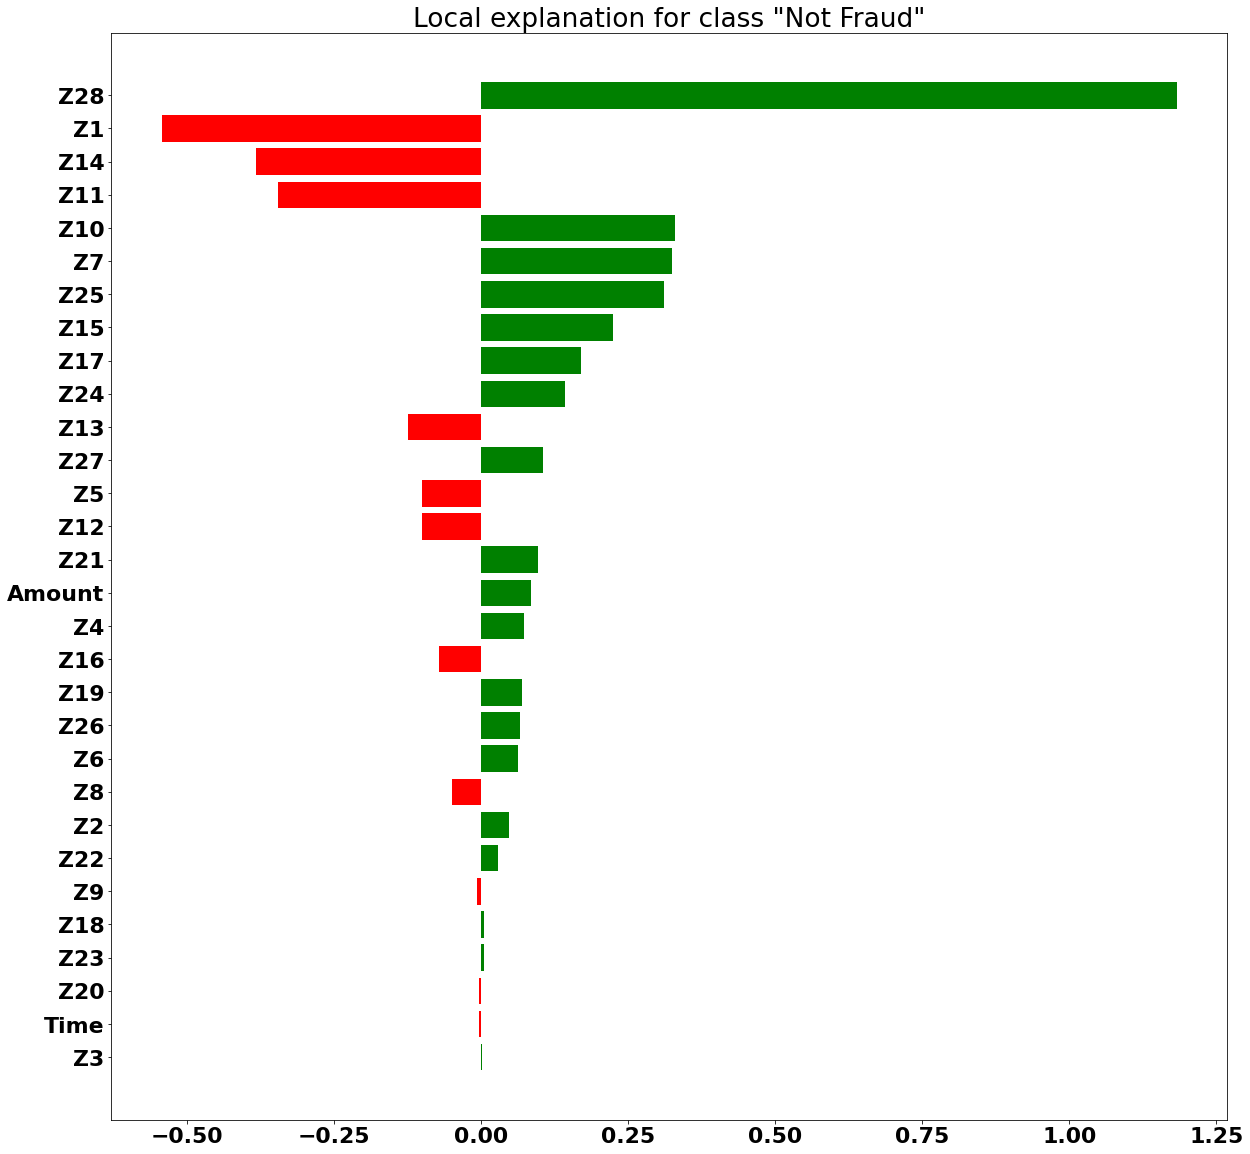 Local explanation for class "Not Fraud"
Z28
Z1
Z14
Z11
Z10
Z7
Z25
Z15
Z17
Z24
Z13
Z27
Z5
Z12
Z21
Amount
Z4
Z16
Z19
Z26
Z6
Z8
Z2
Z22
Z9
Z18
Z23
Z20
Time
Z3
−0.50 −0.25 0.00 0.25 0.50 0.75 1.00 1.25